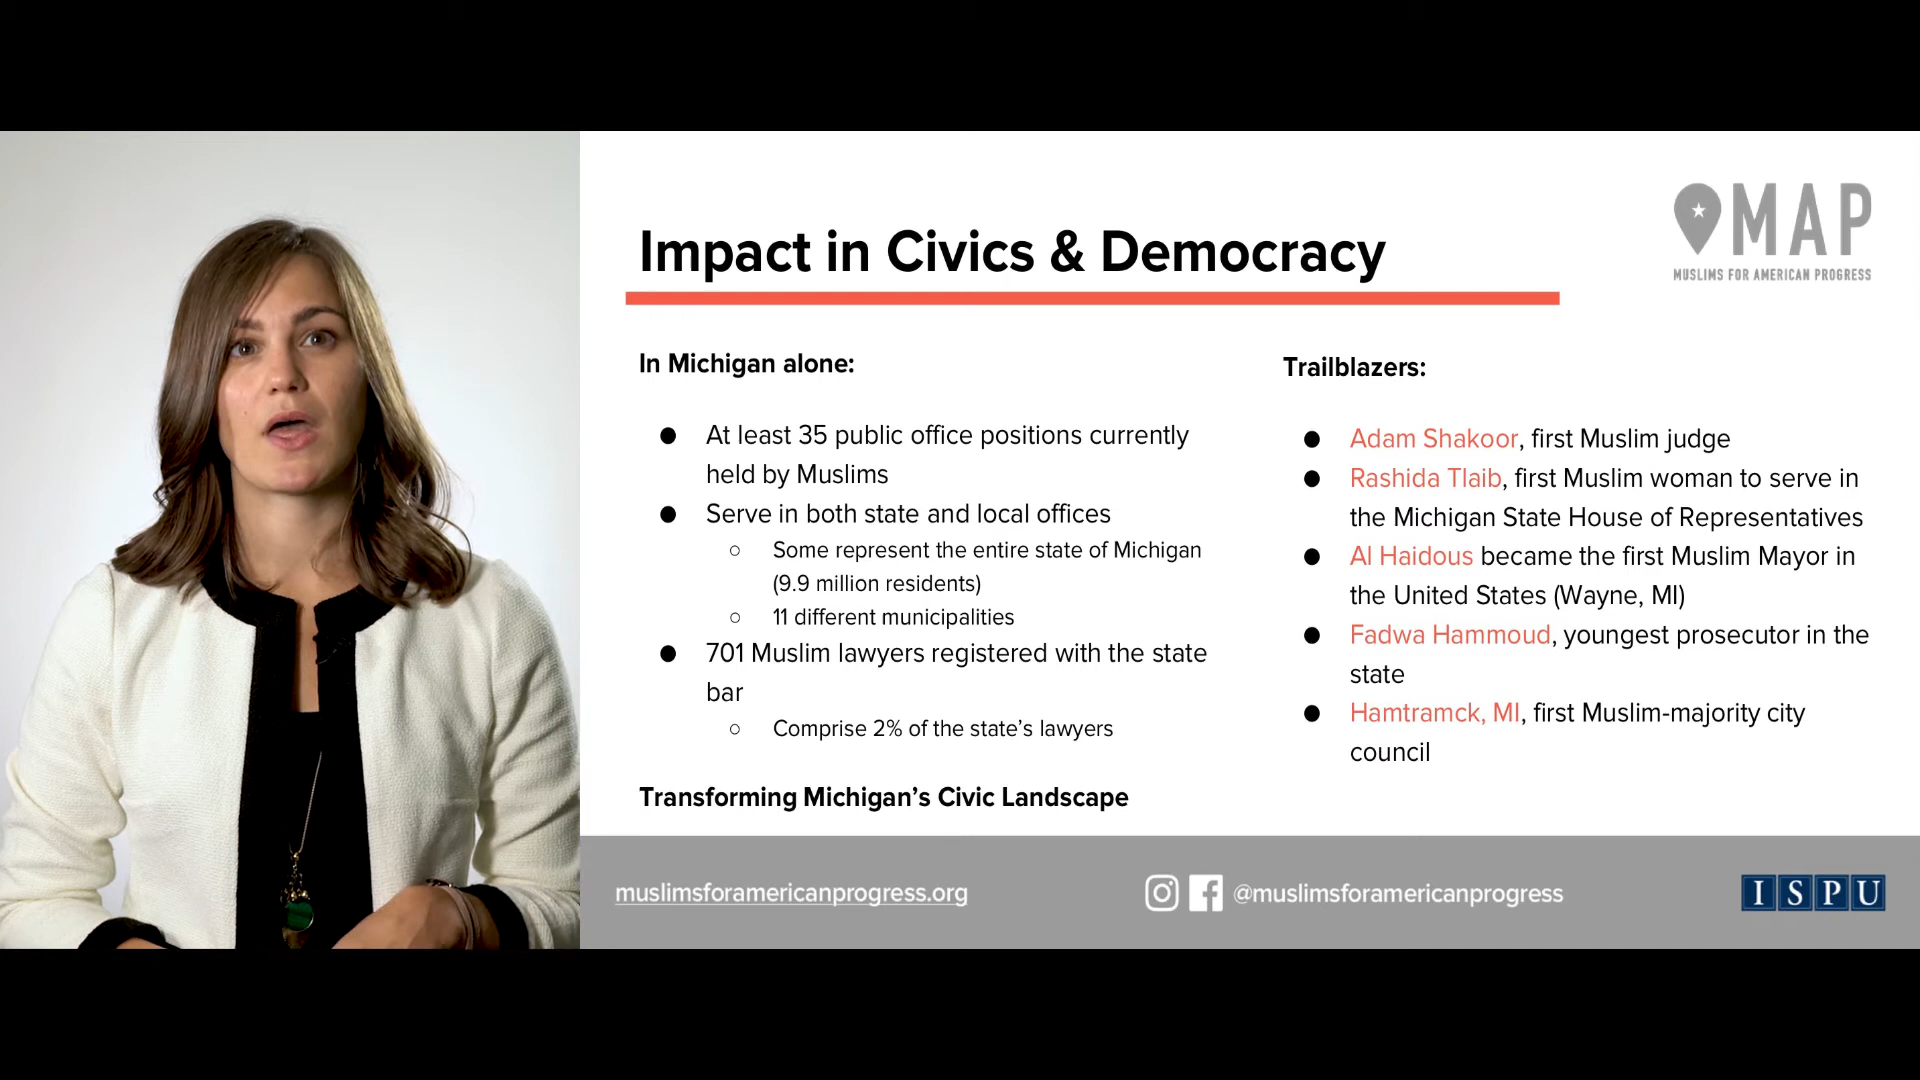 MAP
MUSLIMS FOR AMERICAN PROGRESS
Impact in Civics & Democracy
In Michigan alone:
● At least 35 public office positions currently
held by Muslims
● Serve in both state and local offices
○ Some represent the entire state of Michigan
(9.9 million residents)
○ 11 different municipalities
● 701 Muslim lawyers registered with the state
bar
○ Comprise 2% of the state’s lawyers
Transforming Michigan’s Civic Landscape
Trailblazers:
● Adam Shakoor, first Muslim judge
● Rashida Tlaib, first Muslim woman to serve in
the Michigan State House of Representatives
● Al Haidous became the first Muslim Mayor in
the United States (Wayne, MI)
● Fadwa Hammoud, youngest prosecutor in the
state
● Hamtramck, MI, first Muslim-majority city
council
muslimsforamericanprogress.org
@muslimsforamericanprogress
ISPU